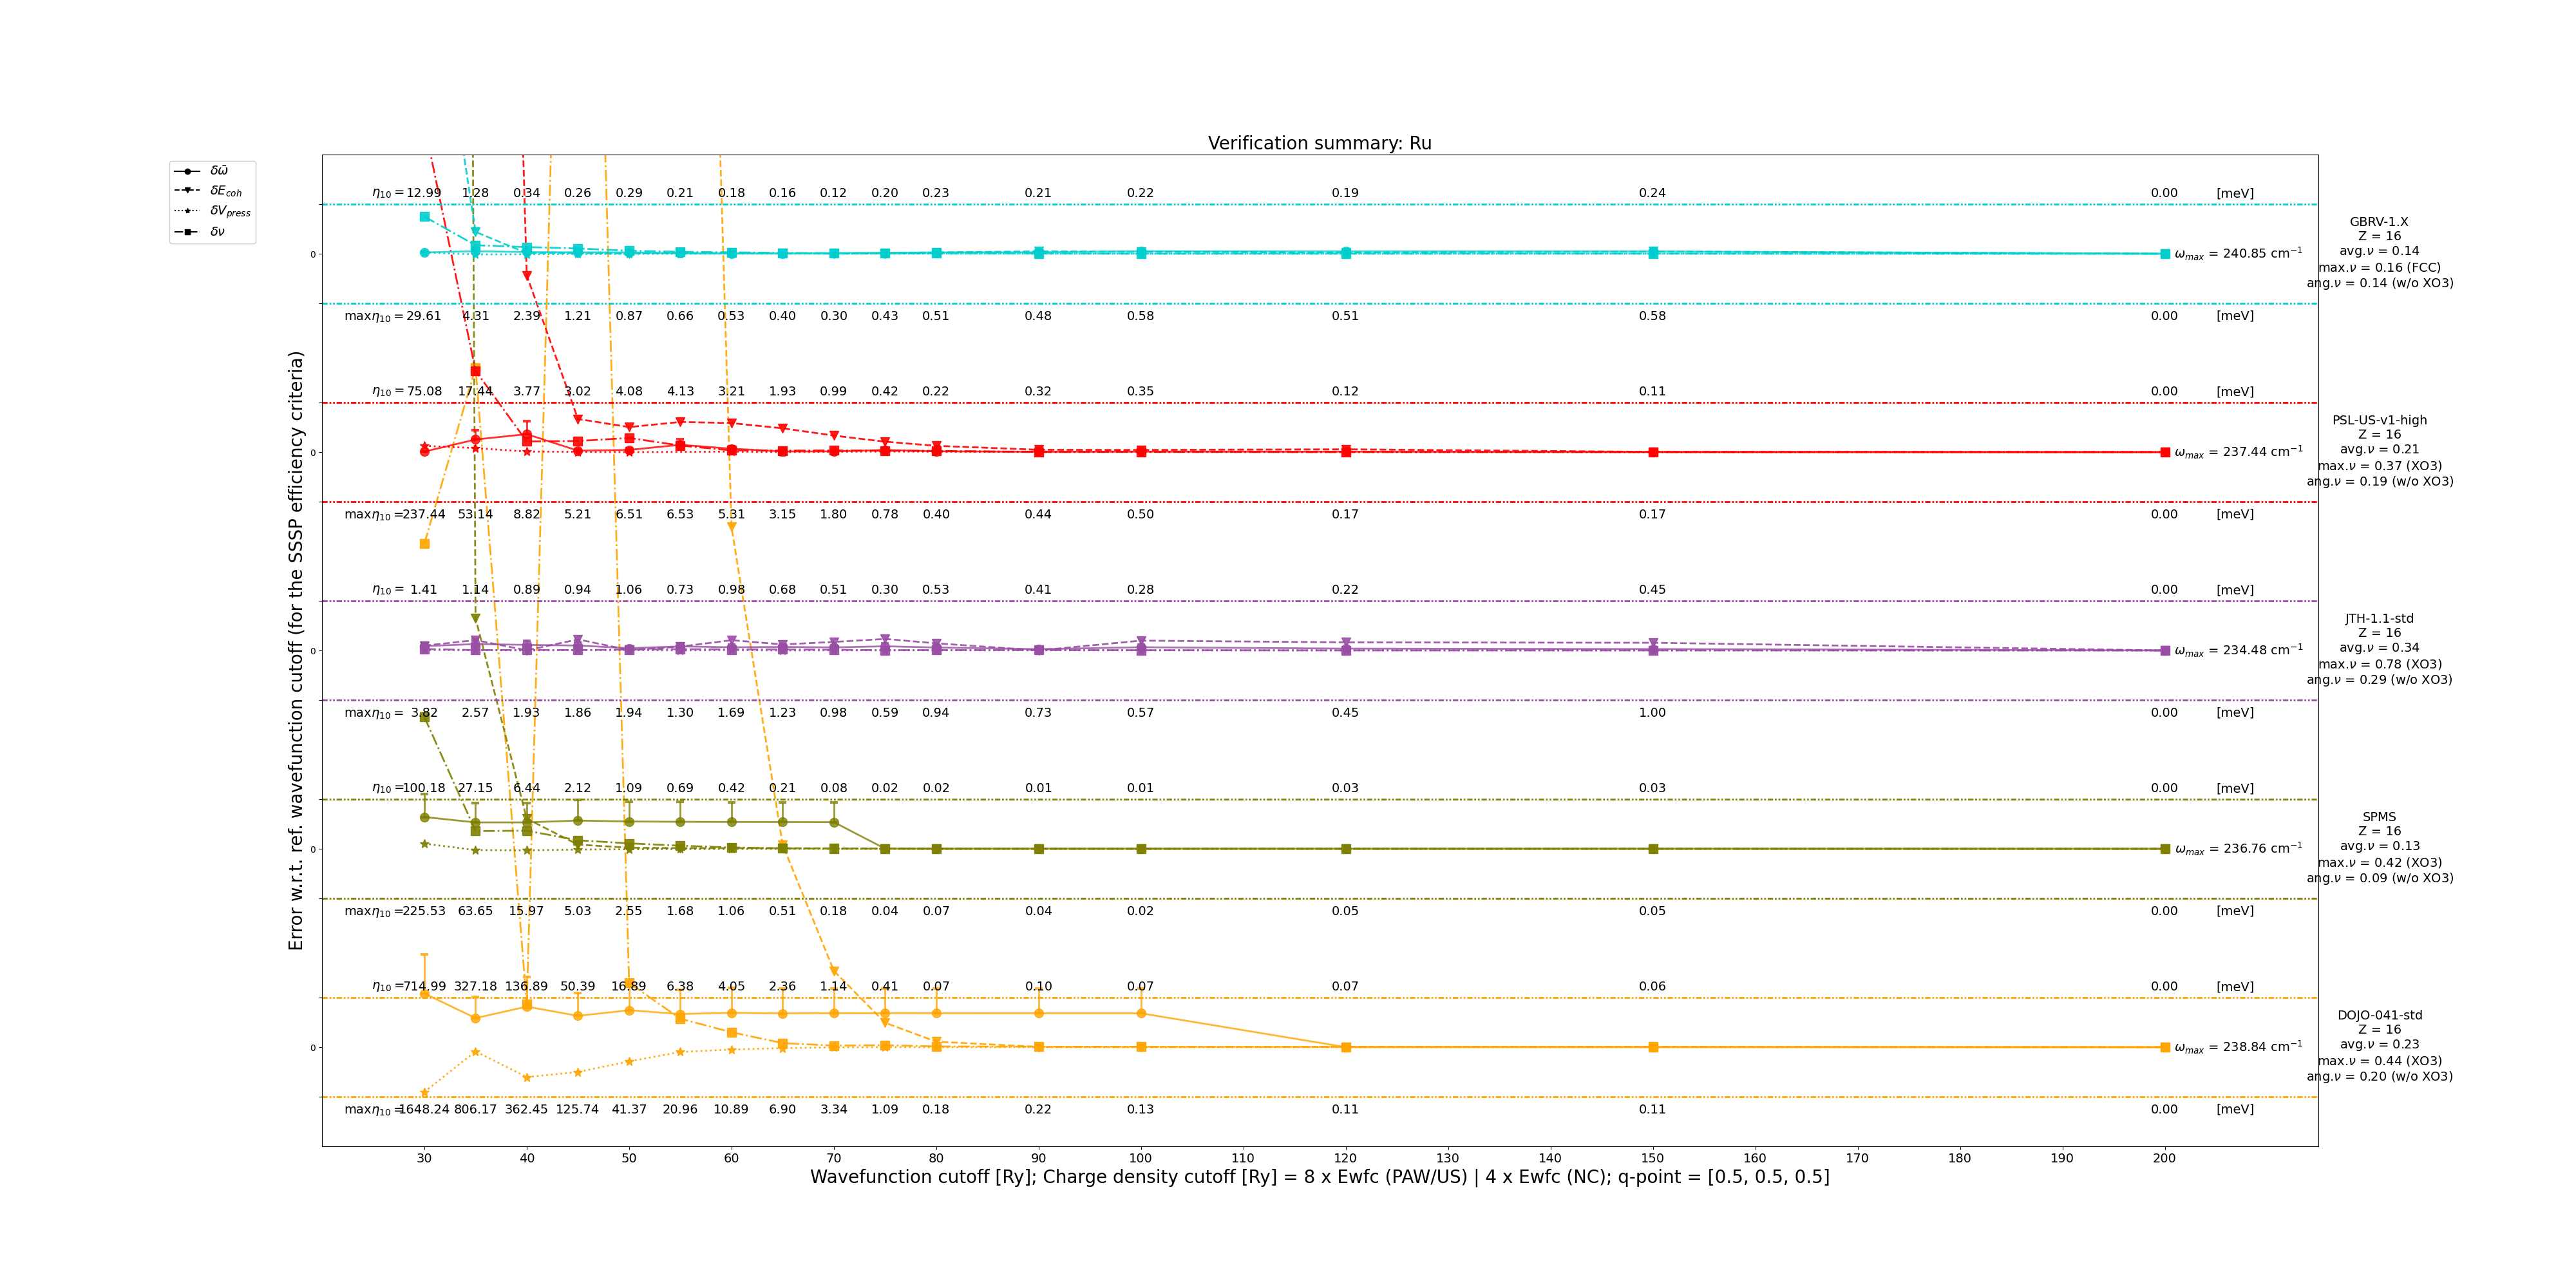 Verification summary: Ru
δω̄
δE_coh
δV_press
δν
η₁₀ = 12.99 1.28 0.34 0.26 0.29 0.21 0.18 0.16 0.12 0.20 0.23 0.21 0.22 0.19 0.24 0.00 [meV]
0
ω_max = 240.85 cm⁻¹
GBRV-1.X
Z = 16
avg.ν = 0.14
max.ν = 0.16 (FCC)
ang.ν = 0.14 (w/o XO3)
maxη₁₀ = 29.61 4.31 2.39 1.21 0.87 0.66 0.53 0.40 0.30 0.43 0.51 0.48 0.58 0.51 0.58 0.00 [meV]
η₁₀ = 75.08 17.44 3.77 3.02 4.08 4.13 3.21 1.93 0.99 0.42 0.22 0.32 0.35 0.12 0.11 0.00 [meV]
0
ω_max = 237.44 cm⁻¹
PSL-US-v1-high
Z = 16
avg.ν = 0.21
max.ν = 0.37 (XO3)
ang.ν = 0.19 (w/o XO3)
maxη₁₀ = 237.44 53.14 8.82 5.21 6.51 6.53 5.31 3.15 1.80 0.78 0.40 0.44 0.50 0.17 0.17 0.00 [meV]
η₁₀ = 1.41 1.14 0.89 0.94 1.06 0.73 0.98 0.68 0.51 0.30 0.53 0.41 0.28 0.22 0.45 0.00 [meV]
0
ω_max = 234.48 cm⁻¹
JTH-1.1-std
Z = 16
avg.ν = 0.34
max.ν = 0.78 (XO3)
ang.ν = 0.29 (w/o XO3)
maxη₁₀ = 3.82 2.57 1.93 1.86 1.94 1.30 1.69 1.23 0.98 0.59 0.94 0.73 0.57 0.45 1.00 0.00 [meV]
η₁₀ = 100.18 27.15 6.44 2.12 1.09 0.69 0.42 0.21 0.08 0.02 0.02 0.01 0.01 0.03 0.03 0.00 [meV]
0
ω_max = 236.76 cm⁻¹
SPMS
Z = 16
avg.ν = 0.13
max.ν = 0.42 (XO3)
ang.ν = 0.09 (w/o XO3)
maxη₁₀ = 225.53 63.65 15.97 5.03 2.55 1.68 1.06 0.51 0.18 0.04 0.07 0.04 0.02 0.05 0.05 0.00 [meV]
η₁₀ = 714.99 327.18 136.89 50.39 16.89 6.38 4.05 2.36 1.14 0.41 0.07 0.10 0.07 0.07 0.06 0.00 [meV]
0
ω_max = 238.84 cm⁻¹
DOJO-041-std
Z = 16
avg.ν = 0.23
max.ν = 0.44 (XO3)
ang.ν = 0.20 (w/o XO3)
maxη₁₀ = 1648.24 806.17 362.45 125.74 41.37 20.96 10.89 6.90 3.34 1.09 0.18 0.22 0.13 0.11 0.11 0.00 [meV]
30 40 50 60 70 80 90 100 110 120 130 140 150 160 170 180 190 200
Wavefunction cutoff [Ry]; Charge density cutoff [Ry] = 8 x Ewfc (PAW/US) | 4 x Ewfc (NC); q-point = [0.5, 0.5, 0.5]
Error w.r.t. ref. wavefunction cutoff (for the SSSP efficiency criteria)